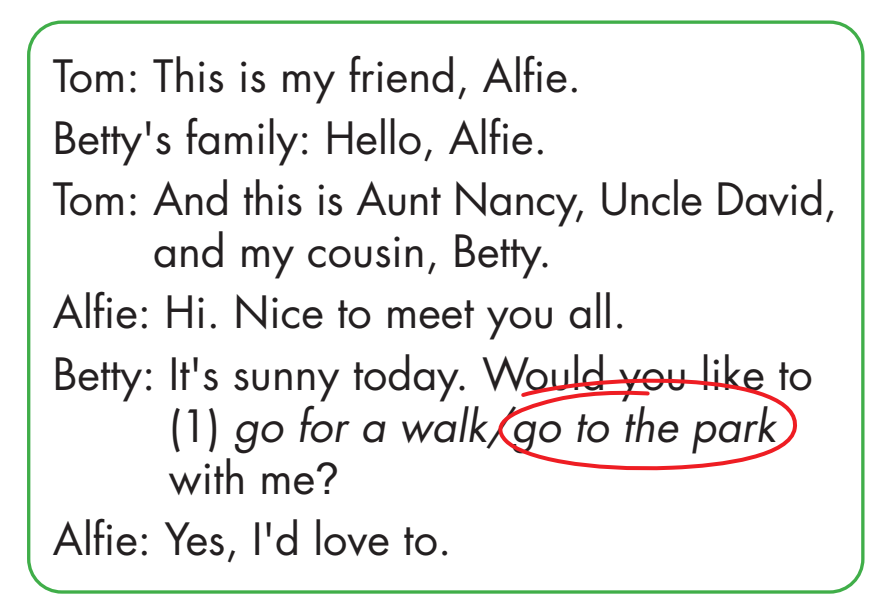 Tom: This is my friend, Alfie.
Betty's family: Hello, Alfie.
Tom: And this is Aunt Nancy, Uncle David,
and my cousin, Betty.
Alfie: Hi. Nice to meet you all.
Betty: It's sunny today. Would you like to
(1) go for a walk/go to the park
with me?
Alfie: Yes, I'd love to.